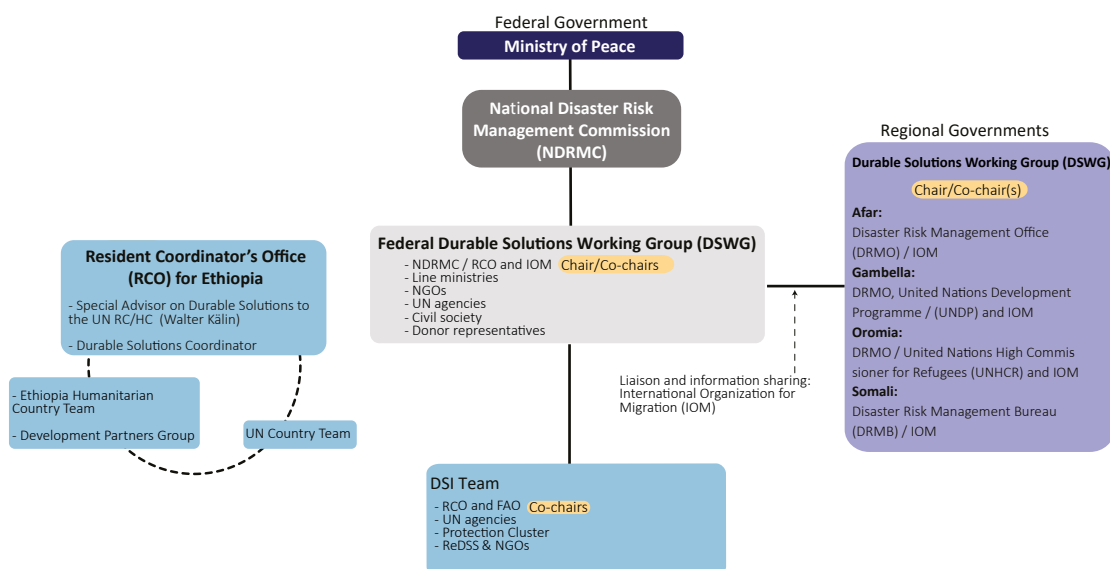 Federal Government
Ministry of Peace
National Disaster Risk
Management Commission
(NDRMC)
Regional Governments
Durable Solutions Working Group (DSWG)
Chair/Co-chair(s)
Afar:
Disaster Risk Management Office
(DRMO) / IOM
Gambella:
DRMO, United Nations Development
Programme / (UNDP) and IOM
Oromia:
DRMO / United Nations High Commis
sioner for Refugees (UNHCR) and IOM
Somali:
Disaster Risk Management Bureau
(DRMB) / IOM
Federal Durable Solutions Working Group (DSWG)
- NDRMC / RCO and IOM Chair/Co-chairs
- Line ministries
- NGOs
- UN agencies
- Civil society
- Donor representatives
Resident Coordinator's Office
(RCO) for Ethiopia
- Special Advisor on Durable Solutions to
the UN RC/HC (Walter Kälin)
- Durable Solutions Coordinator
- Ethiopia Humanitarian
Country Team
- Development Partners Group
UN Country Team
Liaison and information sharing:
International Organization for
Migration (IOM)
DSI Team
- RCO and FAO Co-chairs
- UN agencies
- Protection Cluster
- ReDSS & NGOs